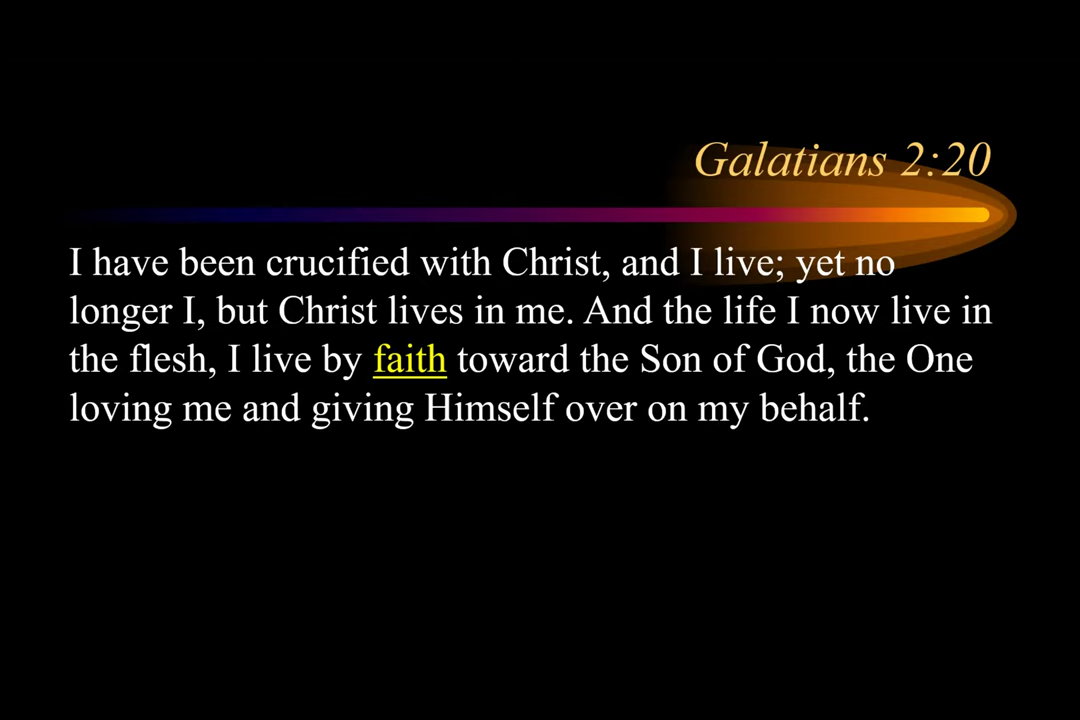 Galatians 2:20
I have been crucified with Christ, and I live; yet no
longer I, but Christ lives in me. And the life I now live in
the flesh, I live by faith toward the Son of God, the One
loving me and giving Himself over on my behalf.